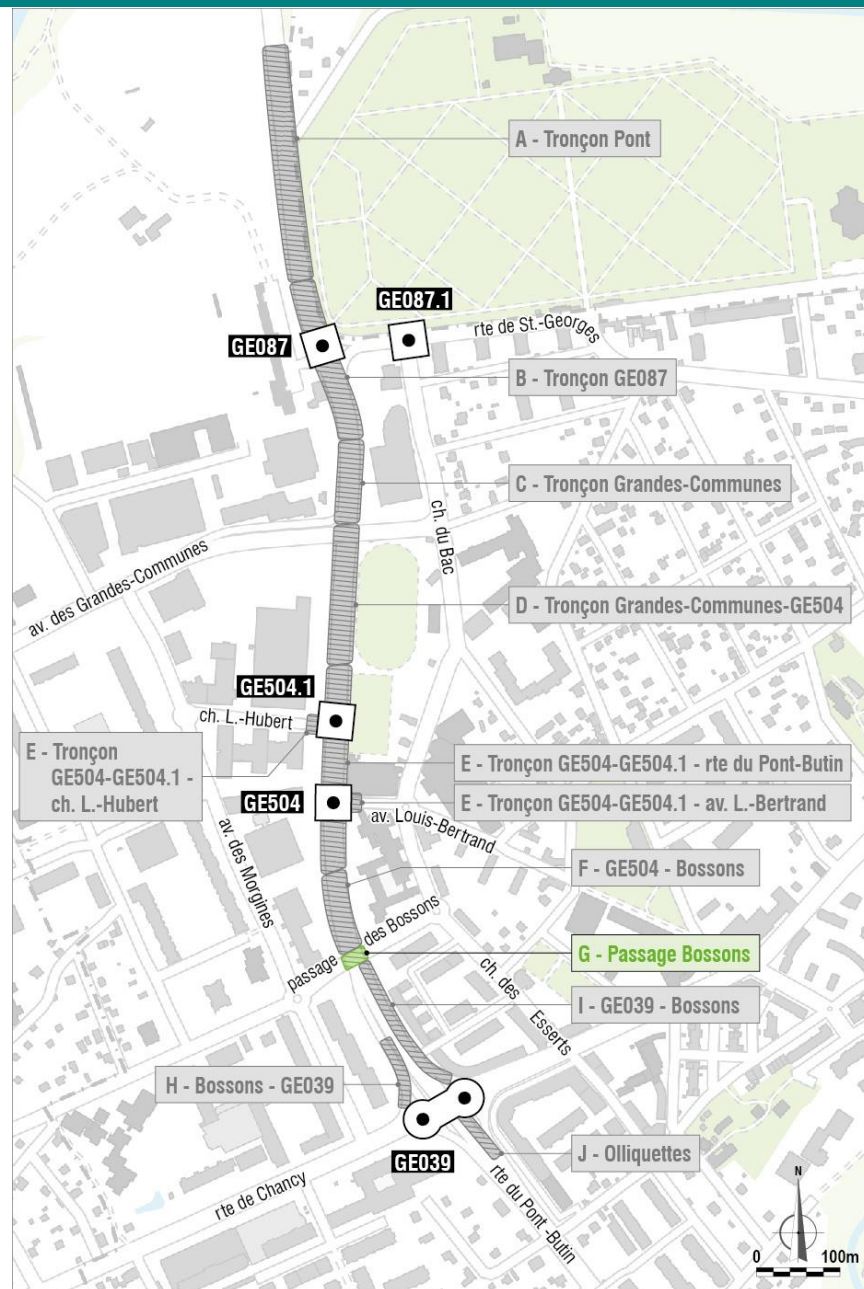 A - Tronçon Pont
GE087.1
GE087
rte de St.-Georges
B - Tronçon GE087
C - Tronçon Grandes-Communes
ch. du Bac
av. des Grandes-Communes
D - Tronçon Grandes-Communes-GE504
GE504.1
ch. L.-Hubert
E - Tronçon
GE504-GE504.1 -
ch. L.-Hubert
E - Tronçon GE504-GE504.1 - rte du Pont-Butin
GE504
E - Tronçon GE504-GE504.1 - av. L.-Bertrand
av. Louis-Bertrand
av. des Morgines
F - GE504 - Bossons
passage des Bossons
G - Passage Bossons
ch. des Esserts
I - GE039 - Bossons
H - Bossons - GE039
GE039
J - Olliquettes
rte de Chancy
rte du Pont-Butin
N
0 100m